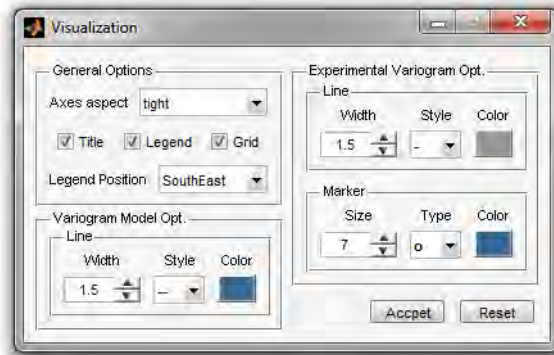 Visualization
General Options
Axes aspect tight
Title Legend Grid
Legend Position SouthEast
Variogram Model Opt.
Line
Width Style Color
1.5 --
Experimental Variogram Opt.
Line
Width Style Color
1.5 -
Marker
Size Type Color
7 o
Accpet Reset